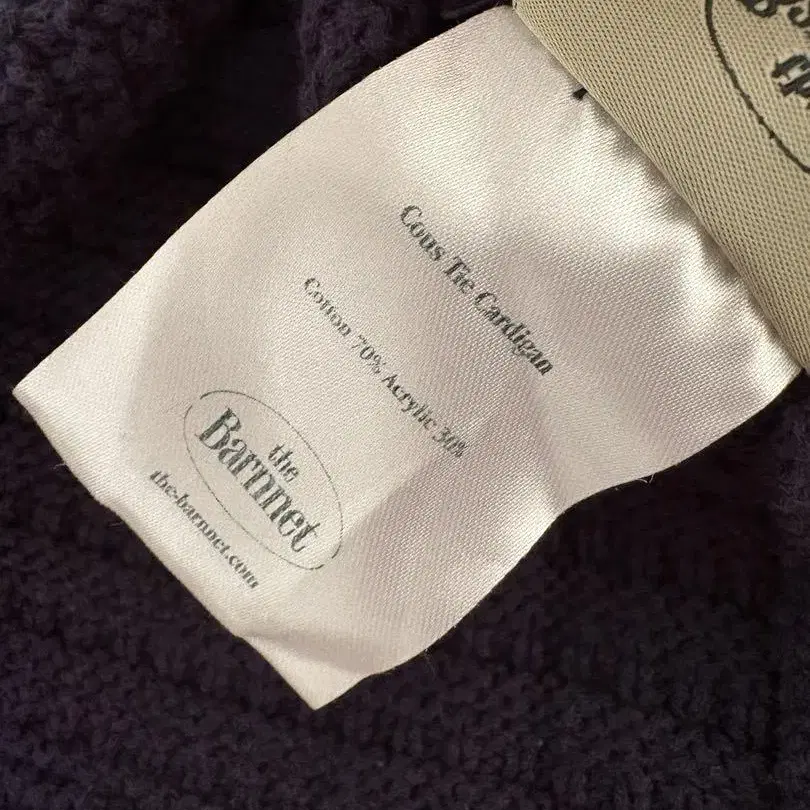 Cous Tie Cardigan
Cotton 70% Acrylic 30%
the
Barnnet
the-barnnet.com